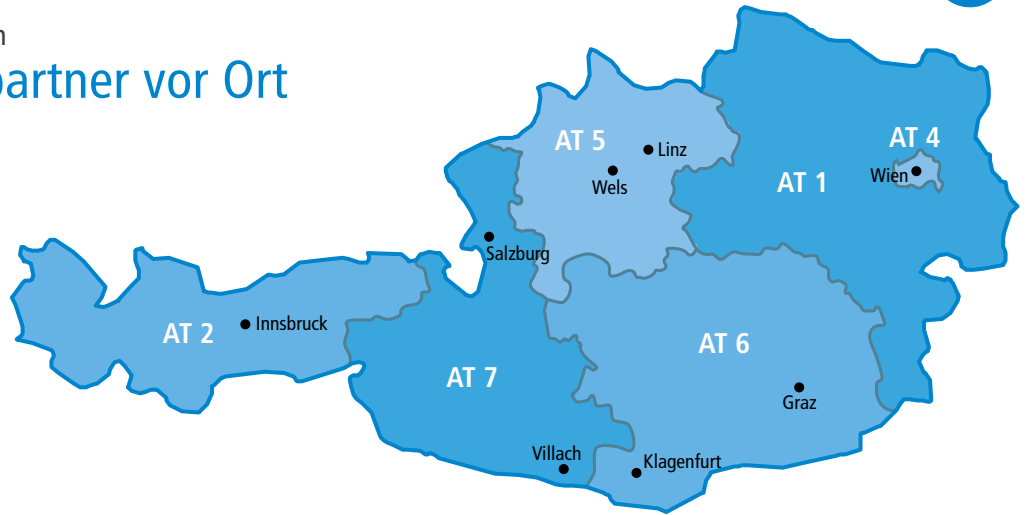 partner vor Ort
AT 5
Linz
Wels
AT 4
Wien
AT 1
Salzburg
AT 2
Innsbruck
AT 7
AT 6
Graz
Villach
Klagenfurt